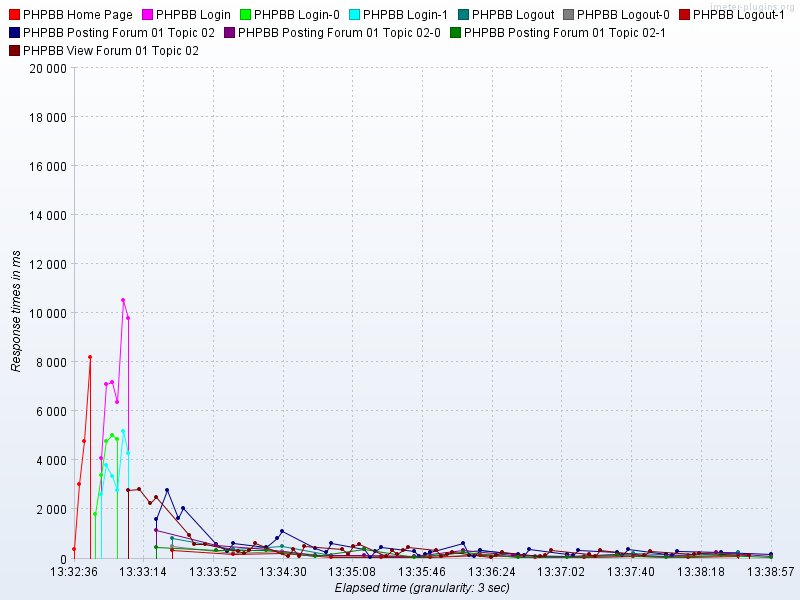 jmeter-plugins.org
PHPBB Home Page PHPBB Login PHPBB Login-0 PHPBB Login-1 PHPBB Logout PHPBB Logout-0 PHPBB Logout-1
PHPBB Posting Forum 01 Topic 02 PHPBB Posting Forum 01 Topic 02-0 PHPBB Posting Forum 01 Topic 02-1
PHPBB View Forum 01 Topic 02
20 000
18 000
16 000
14 000
12 000
10 000
8 000
6 000
4 000
2 000
0
Response times in ms
13:32:36 13:33:14 13:33:52 13:34:30 13:35:08 13:35:46 13:36:24 13:37:02 13:37:40 13:38:18 13:38:57
Elapsed time (granularity: 3 sec)